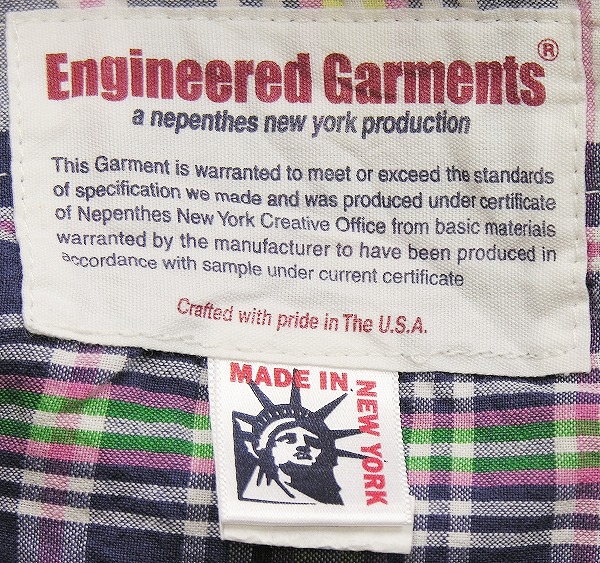 Engineered Garments®
a nepenthes new york production
This Garment is warranted to meet or exceed the standards
of specification we made and was produced under certificate
of Nepenthes New York Creative Office from basic materials
warranted by the manufacturer to have been produced in
accordance with sample under current certificate
Crafted with pride in The U.S.A.
MADE IN
NEW YORK